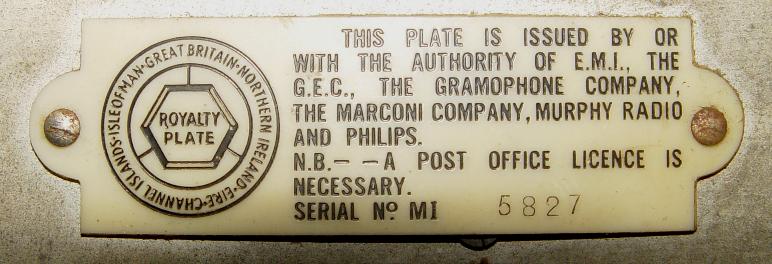 GREAT BRITAIN·NORTHERN IRELAND·EIRE·CHANNEL ISLANDS·ISLE OF MAN·
ROYALTY
PLATE
THIS PLATE IS ISSUED BY OR
WITH THE AUTHORITY OF E.M.I., THE
G.E.C., THE GRAMOPHONE COMPANY,
THE MARCONI COMPANY, MURPHY RADIO
AND PHILIPS.
N.B.— —A POST OFFICE LICENCE IS
NECESSARY.
SERIAL Nº MI 5827